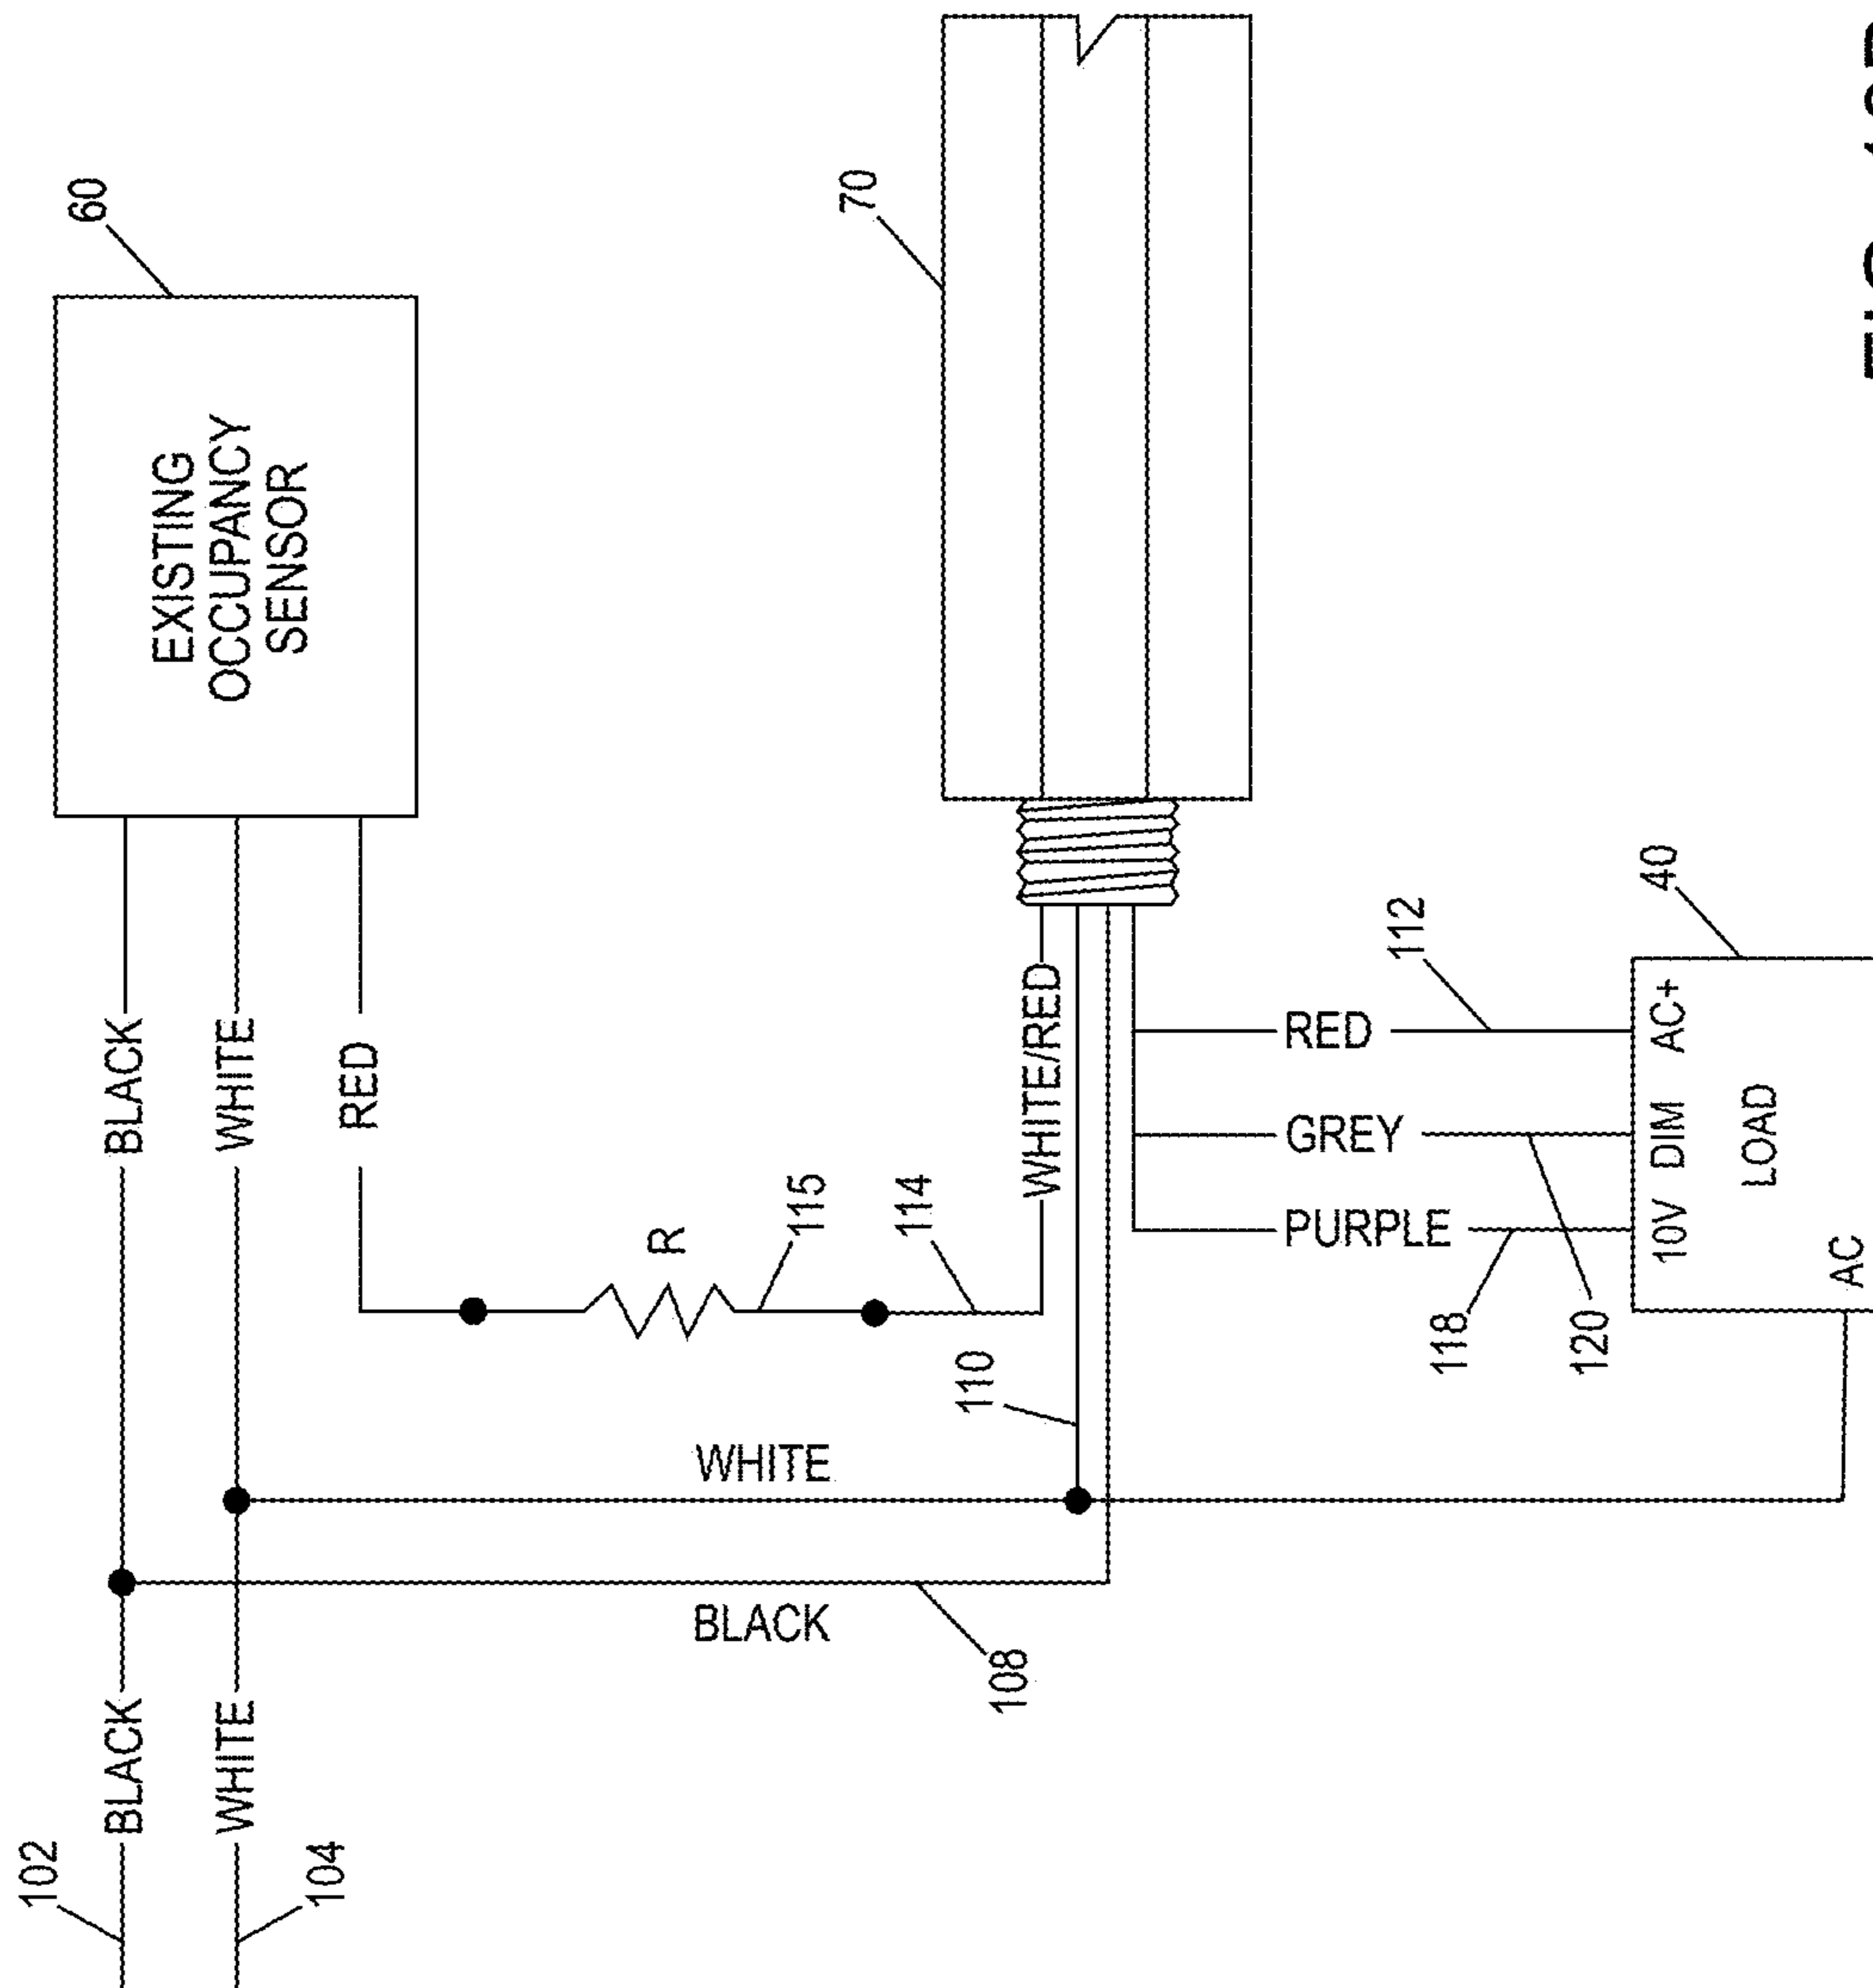 102
BLACK
WHITE
104
BLACK
WHITE
RED
EXISTING
OCCUPANCY
SENSOR
60
BLACK
108
WHITE
110
R
115
114
WHITE/RED
70
PURPLE
GREY
RED
118
120
112
40
10V DIM AC+
LOAD
AC